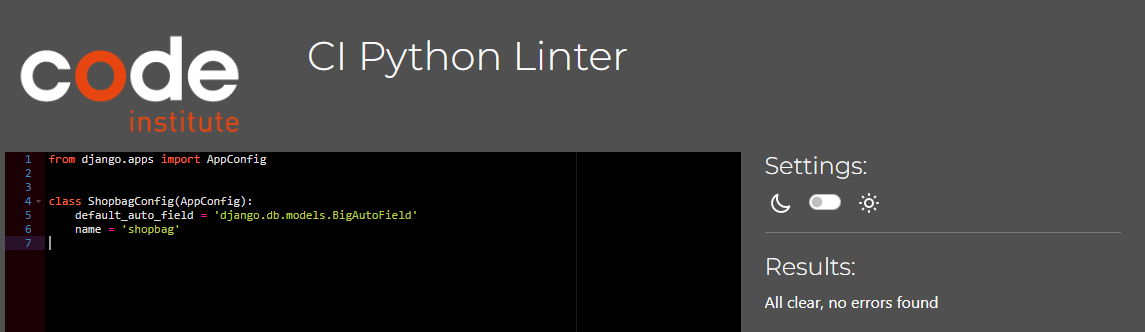 code
institute
CI Python Linter
1 from django.apps import AppConfig
2
3
4 class ShopbagConfig(AppConfig):
5     default_auto_field = 'django.db.models.BigAutoField'
6     name = 'shopbag'
7
Settings:
Results:
All clear, no errors found